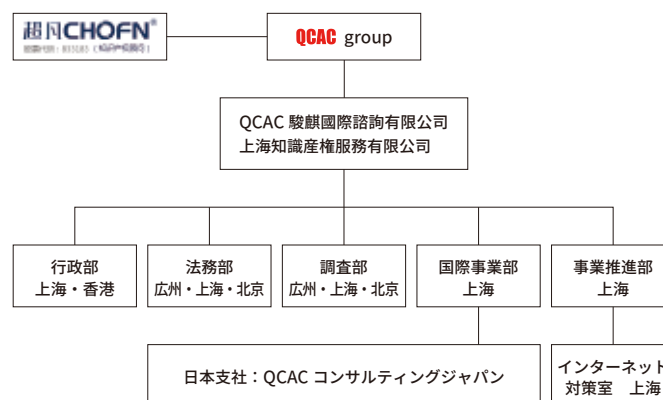 超凡CHOFN®
QCAC group
QCAC 駿麒國際諮詢有限公司
上海知識産権服務有限公司
行政部
上海・香港
法務部
広州・上海・北京
調査部
広州・上海・北京
国際事業部
上海
事業推進部
上海
日本支社：QCAC コンサルティングジャパン
インターネット
対策室　上海